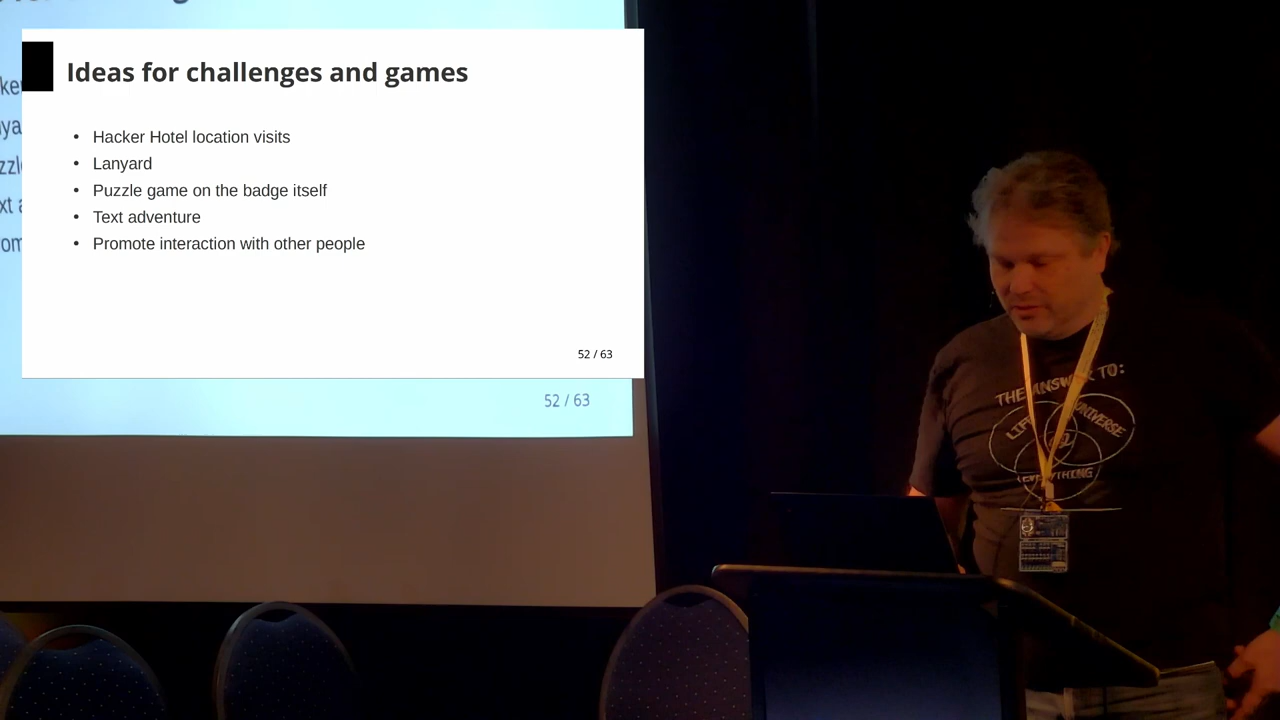 Ideas for challenges and games
• Hacker Hotel location visits
• Lanyard
• Puzzle game on the badge itself
• Text adventure
• Promote interaction with other people
52 / 63
52 / 63
THE ANSWER TO:
LIFE
UNIVERSE
42
EVERYTHING